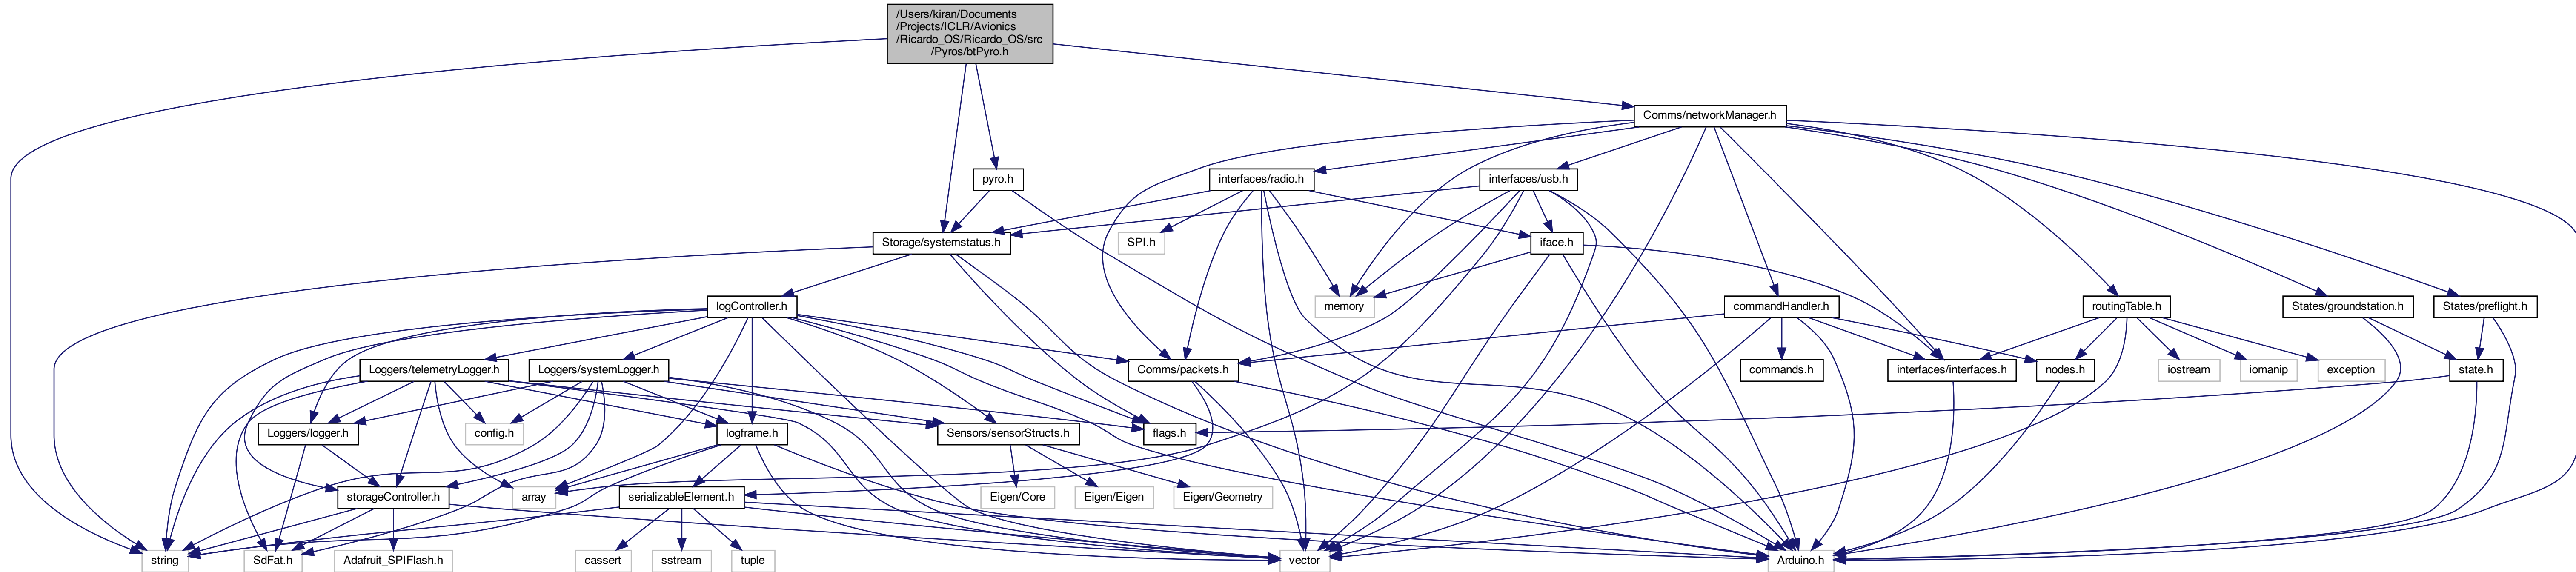 /Users/kiran/Documents
/Projects/ICLR/Avionics
/Ricardo_OS/Ricardo_OS/src
/Pyros/btPyro.h
Comms/networkManager.h
pyro.h
interfaces/radio.h
interfaces/usb.h
Storage/systemstatus.h
SPI.h
iface.h
logController.h
memory
commandHandler.h
routingTable.h
States/groundstation.h
States/preflight.h
Loggers/telemetryLogger.h
Loggers/systemLogger.h
Comms/packets.h
commands.h
interfaces/interfaces.h
nodes.h
iostream
iomanip
exception
state.h
Loggers/logger.h
config.h
logframe.h
Sensors/sensorStructs.h
flags.h
storageController.h
array
serializableElement.h
Eigen/Core
Eigen/Eigen
Eigen/Geometry
string
SdFat.h
Adafruit_SPIFlash.h
cassert
sstream
tuple
vector
Arduino.h